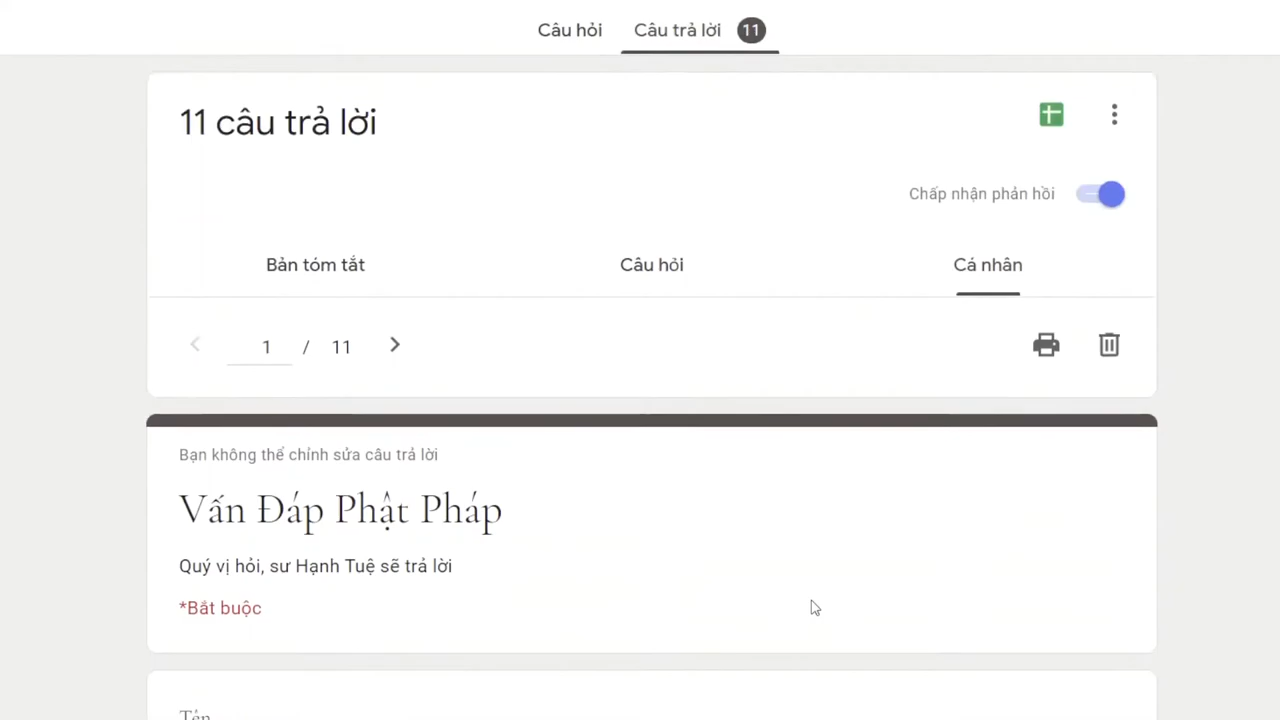 Câu hỏi
Câu trả lời 11
11 câu trả lời
Chấp nhận phản hồi
Bản tóm tắt
Câu hỏi
Cá nhân
1 / 11
Bạn không thể chỉnh sửa câu trả lời
Vấn Đáp Phật Pháp
Quý vị hỏi, sư Hạnh Tuệ sẽ trả lời
*Bắt buộc
Tên